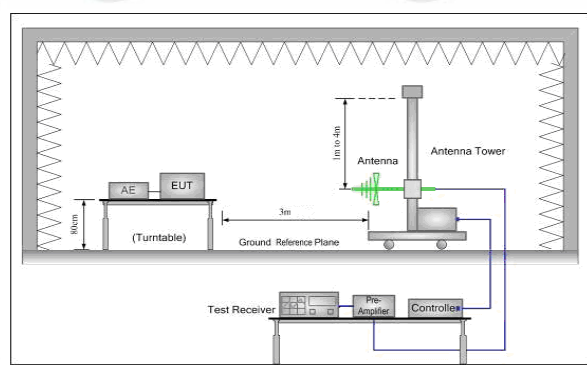 1m to 4m
Antenna
Antenna Tower
AE
EUT
80cm
3m
(Turntable)
Ground Reference Plane
Test Receiver
Pre-
Amplifier
Controller